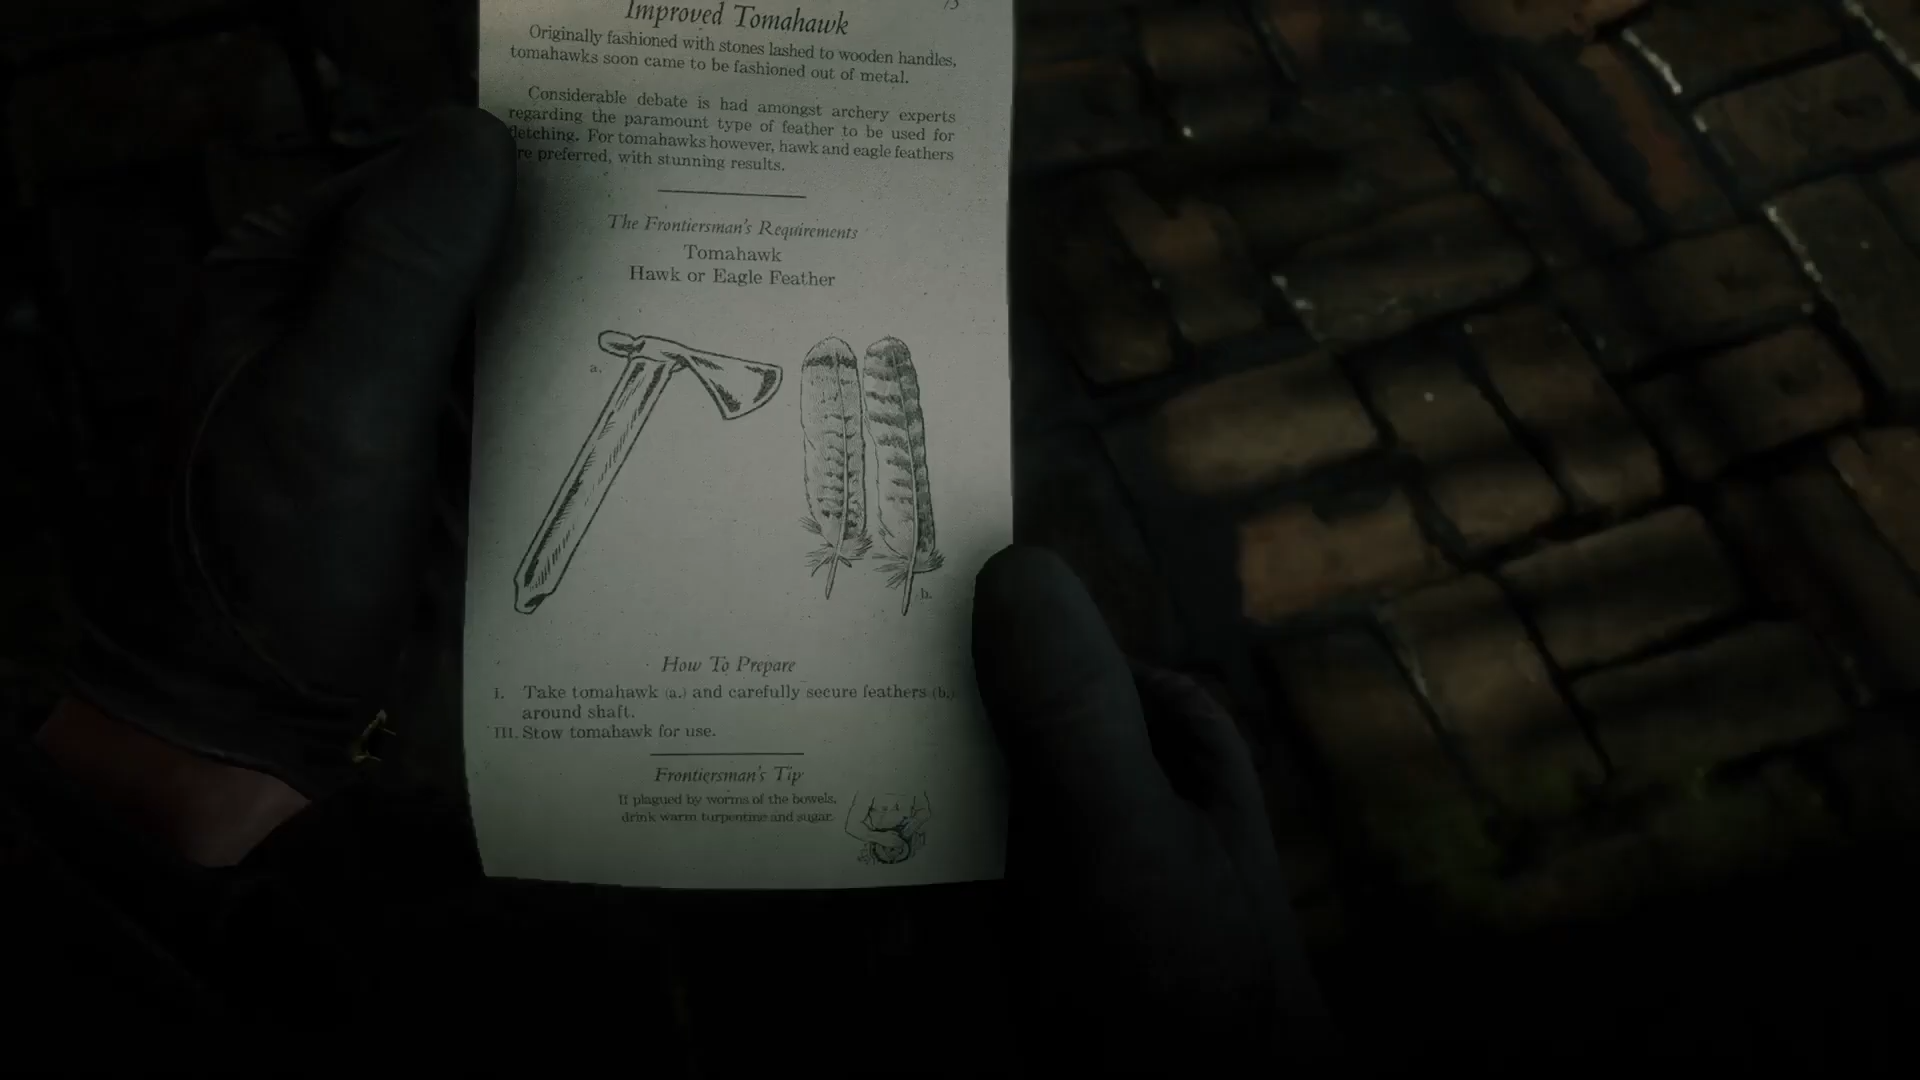 Improved Tomahawk
Originally fashioned with stones lashed to wooden handles,
tomahawks soon came to be fashioned out of metal.
Considerable debate is had amongst archery experts
regarding the paramount type of feather to be used for
fletching. For tomahawks however, hawk and eagle feathers
are preferred, with stunning results.
The Frontiersman's Requirements
Tomahawk
Hawk or Eagle Feather
a.
b.
How To Prepare
I. Take tomahawk (a.) and carefully secure feathers (b.)
around shaft.
III. Stow tomahawk for use.
Frontiersman's Tip
If plagued by worms of the bowels,
drink warm turpentine and sugar.